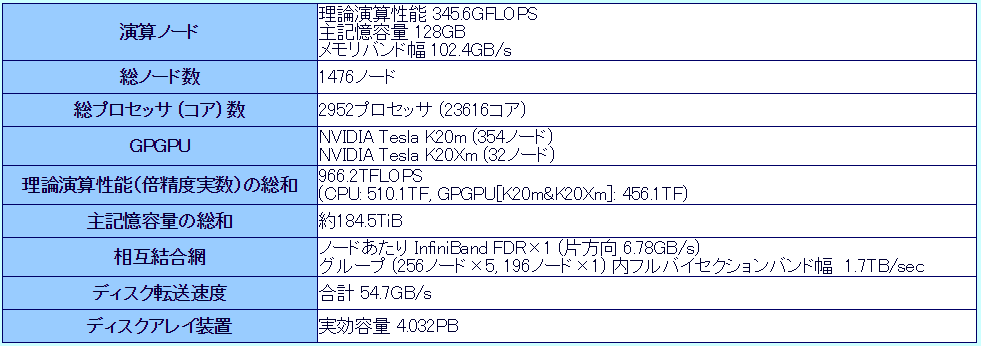 演算ノード
理論演算性能 345.6GFLOPS
主記憶容量 128GB
メモリバンド幅 102.4GB/s
総ノード数
1476ノード
総プロセッサ（コア）数
2952プロセッサ（23616コア）
GPGPU
NVIDIA Tesla K20m（354ノード）
NVIDIA Tesla K20Xm（32ノード）
理論演算性能（倍精度実数）の総和
966.2TFLOPS
(CPU: 510.1TF, GPGPU[K20m&K20Xm]: 456.1TF)
主記憶容量の総和
約184.5TiB
相互結合網
ノードあたり InfiniBand FDR×1（片方向 6.78GB/s）
グループ（256ノード×5, 196ノード×1）内フルバイセクションバンド幅 1.7TB/sec
ディスク転送速度
合計 54.7GB/s
ディスクアレイ装置
実効容量 4.032PB